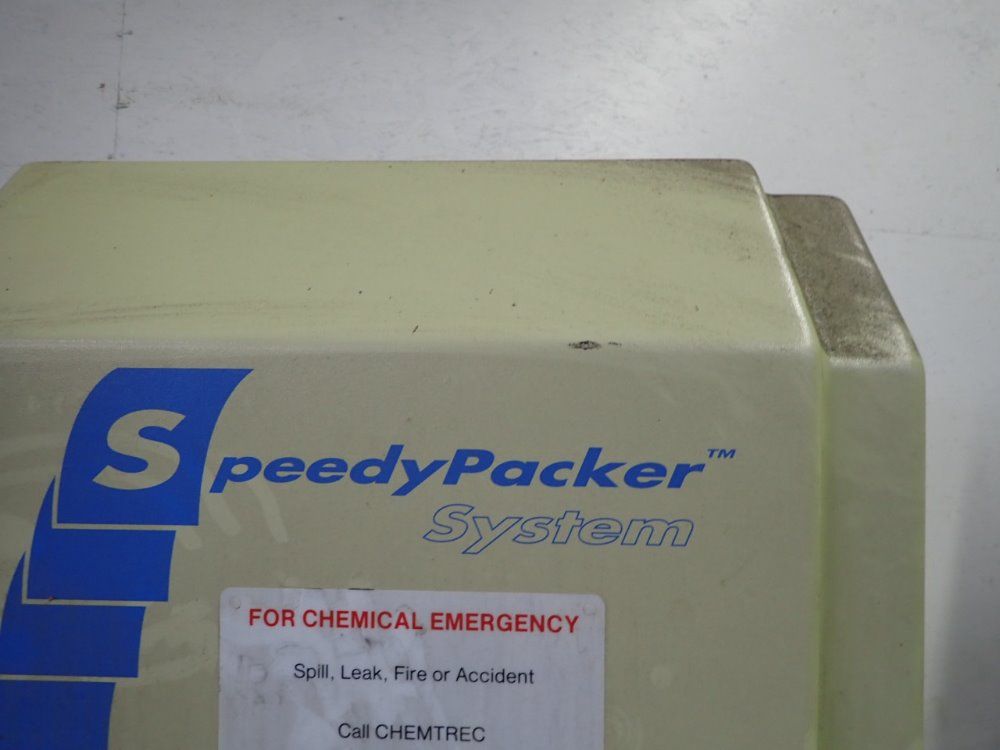 SpeedyPacker™
System
FOR CHEMICAL EMERGENCY
Spill, Leak, Fire or Accident
Call CHEMTREC